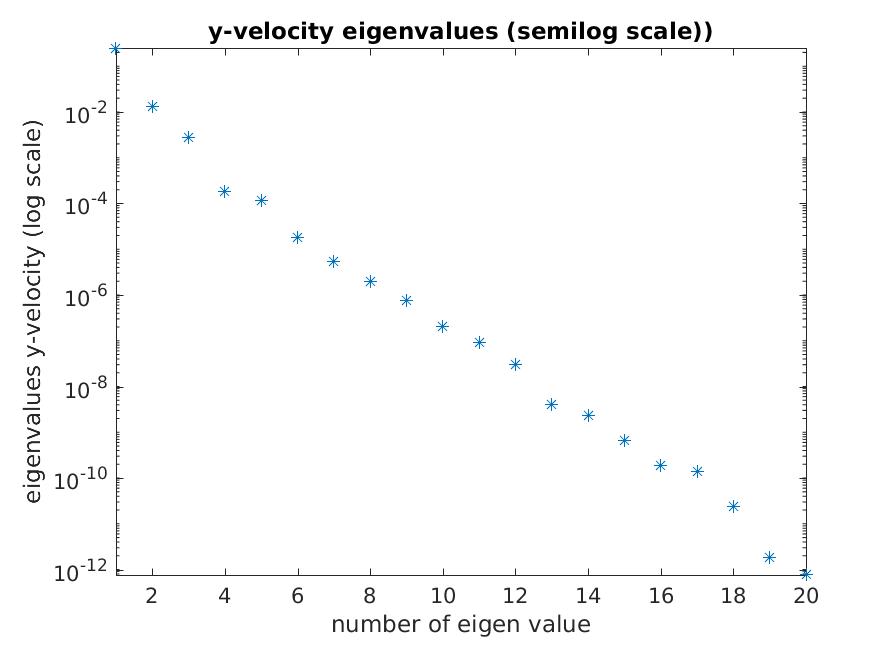 y-velocity eigenvalues (semilog scale))
eigenvalues y-velocity (log scale)
10^-2
10^-4
10^-6
10^-8
10^-10
10^-12
2 4 6 8 10 12 14 16 18 20
number of eigen value